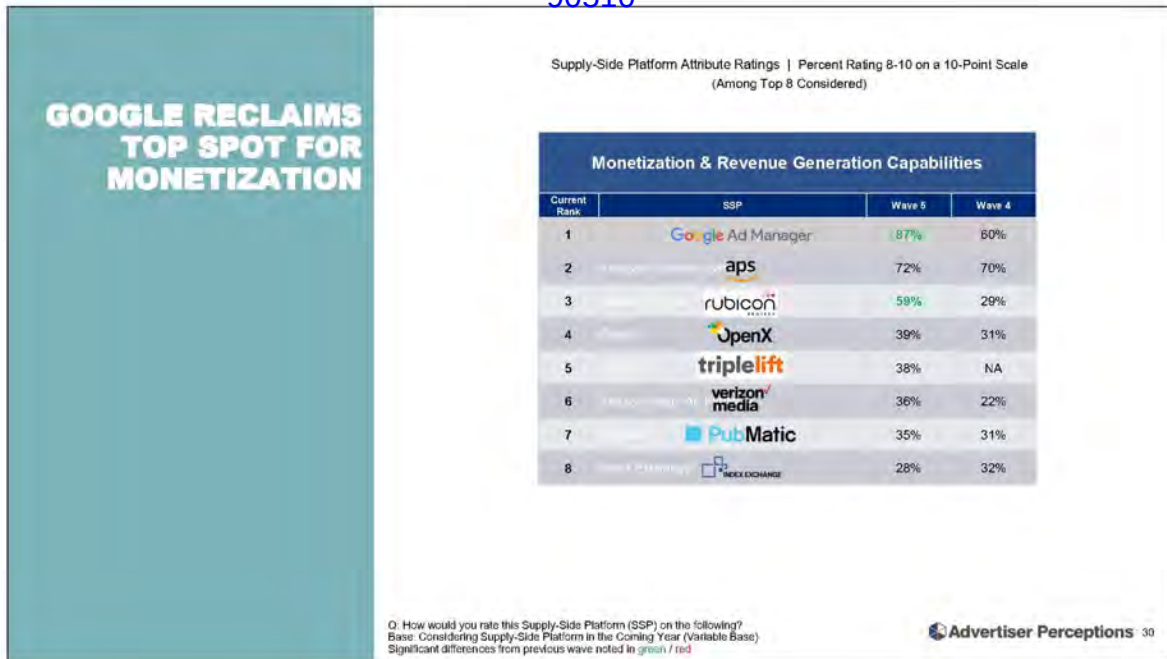 GOOGLE RECLAIMS
TOP SPOT FOR
MONETIZATION
Supply-Side Platform Attribute Ratings | Percent Rating 8-10 on a 10-Point Scale
(Among Top 8 Considered)
Monetization & Revenue Generation Capabilities
Current Rank SSP Wave 5 Wave 4
1 Google Ad Manager 87% 60%
2 aps 72% 70%
3 rubicon PROJECT 59% 29%
4 OpenX 39% 31%
5 triplelift 38% NA
6 verizon media 36% 22%
7 PubMatic 35% 31%
8 INDEX EXCHANGE 28% 32%
Q: How would you rate this Supply-Side Platform (SSP) on the following?
Base: Considering Supply-Side Platform in the Coming Year (Variable Base)
Significant differences from previous wave noted in green / red
Advertiser Perceptions 30